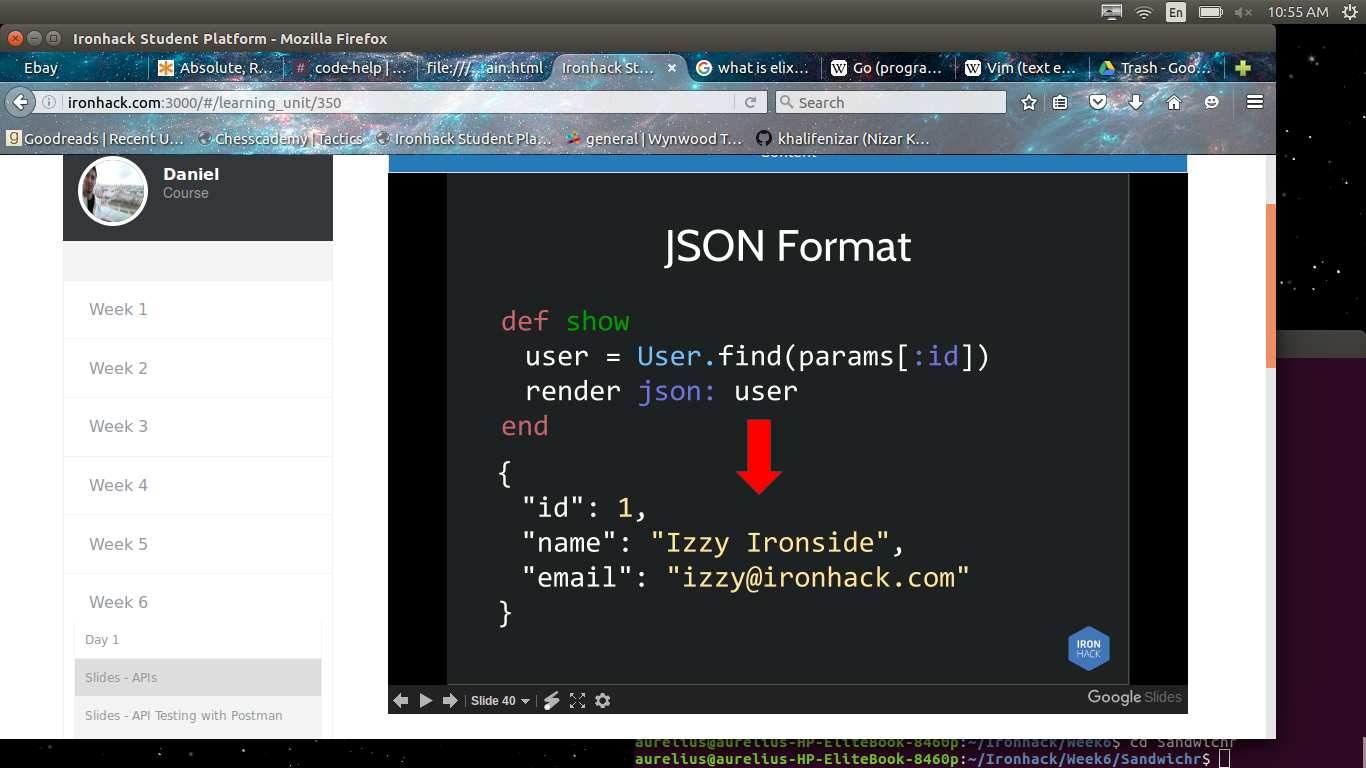 En
10:55 AM
Ironhack Student Platform - Mozilla Firefox
Ebay
Absolute, R...
# code-help | ...
file:///...ain.html
Ironhack St...
what is elix...
Go (progra...
Vim (text e...
Trash - Goo...
ironhack.com:3000/#/learning_unit/350
Search
Goodreads | Recent U...
Chesscademy | Tactics
Ironhack Student Pla...
general | Wynwood T...
khalifenizar (Nizar K...
Content
Daniel
Course
Week 1
Week 2
Week 3
Week 4
Week 5
Week 6
Day 1
Slides - APIs
Slides - API Testing with Postman
JSON Format
def show
user = User.find(params[:id])
render json: user
end
{
"id": 1,
"name": "Izzy Ironside",
"email": "izzy@ironhack.com"
}
IRON
HACK
Slide 40
Google Slides
aurelius@aurelius-HP-EliteBook-8460p:~/Ironhack/Week6$ cd Sandwichr
aurelius@aurelius-HP-EliteBook-8460p:~/Ironhack/Week6/Sandwichr$